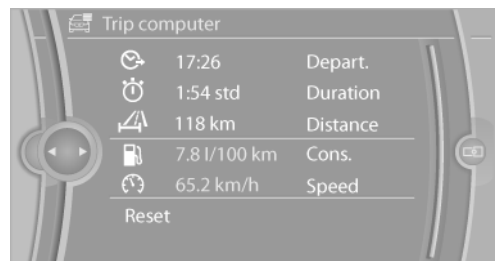 Trip computer
17:26 Depart.
1:54 std Duration
118 km Distance
7.8 l/100 km Cons.
65.2 km/h Speed
Reset